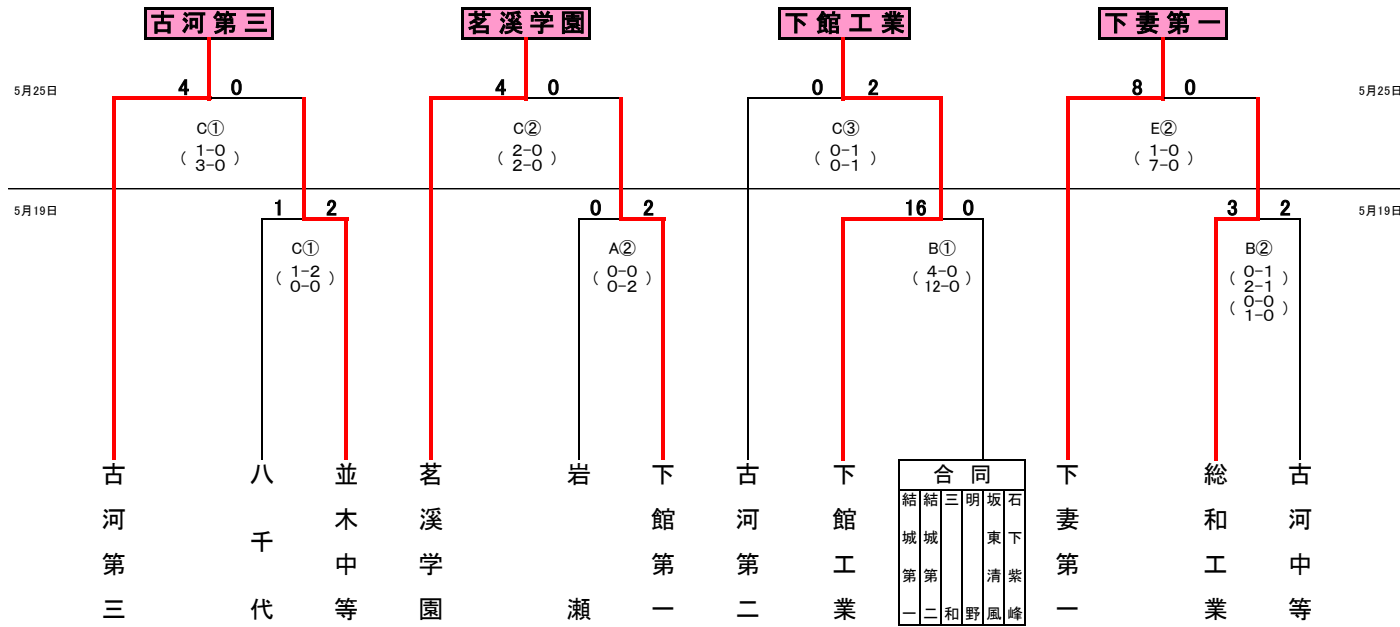 古河第三
茗溪学園
下館工業
下妻第一
5月25日
4 0
4 0
0 2
8 0
5月25日
C①
( 1-0
3-0 )
C②
( 2-0
2-0 )
C③
( 0-1
0-1 )
E②
( 1-0
7-0 )
5月19日
1 2
0 2
16 0
3 2
5月19日
C①
( 1-2
0-0 )
A②
( 0-0
0-2 )
B①
( 4-0
12-0 )
B②
( 0-1
2-1 )
( 0-0
1-0 )
古河第三
八千代
並木中等
茗溪学園
岩瀬
下館第一
古河第二
下館工業
合同
結城第一
結城第二
三和
明野
坂東清風
石下紫峰
下妻第一
総和工業
古河中等